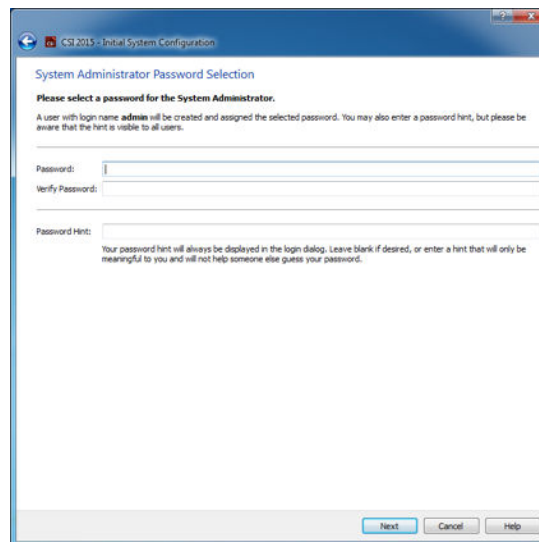 CSI 2015 - Initial System Configuration
System Administrator Password Selection
Please select a password for the System Administrator.
A user with login name admin will be created and assigned the selected password. You may also enter a password hint, but please be
aware that the hint is visible to all users.
Password:
Verify Password:
Password Hint:
Your password hint will always be displayed in the login dialog. Leave blank if desired, or enter a hint that will only be
meaningful to you and will not help someone else guess your password.
Next Cancel Help